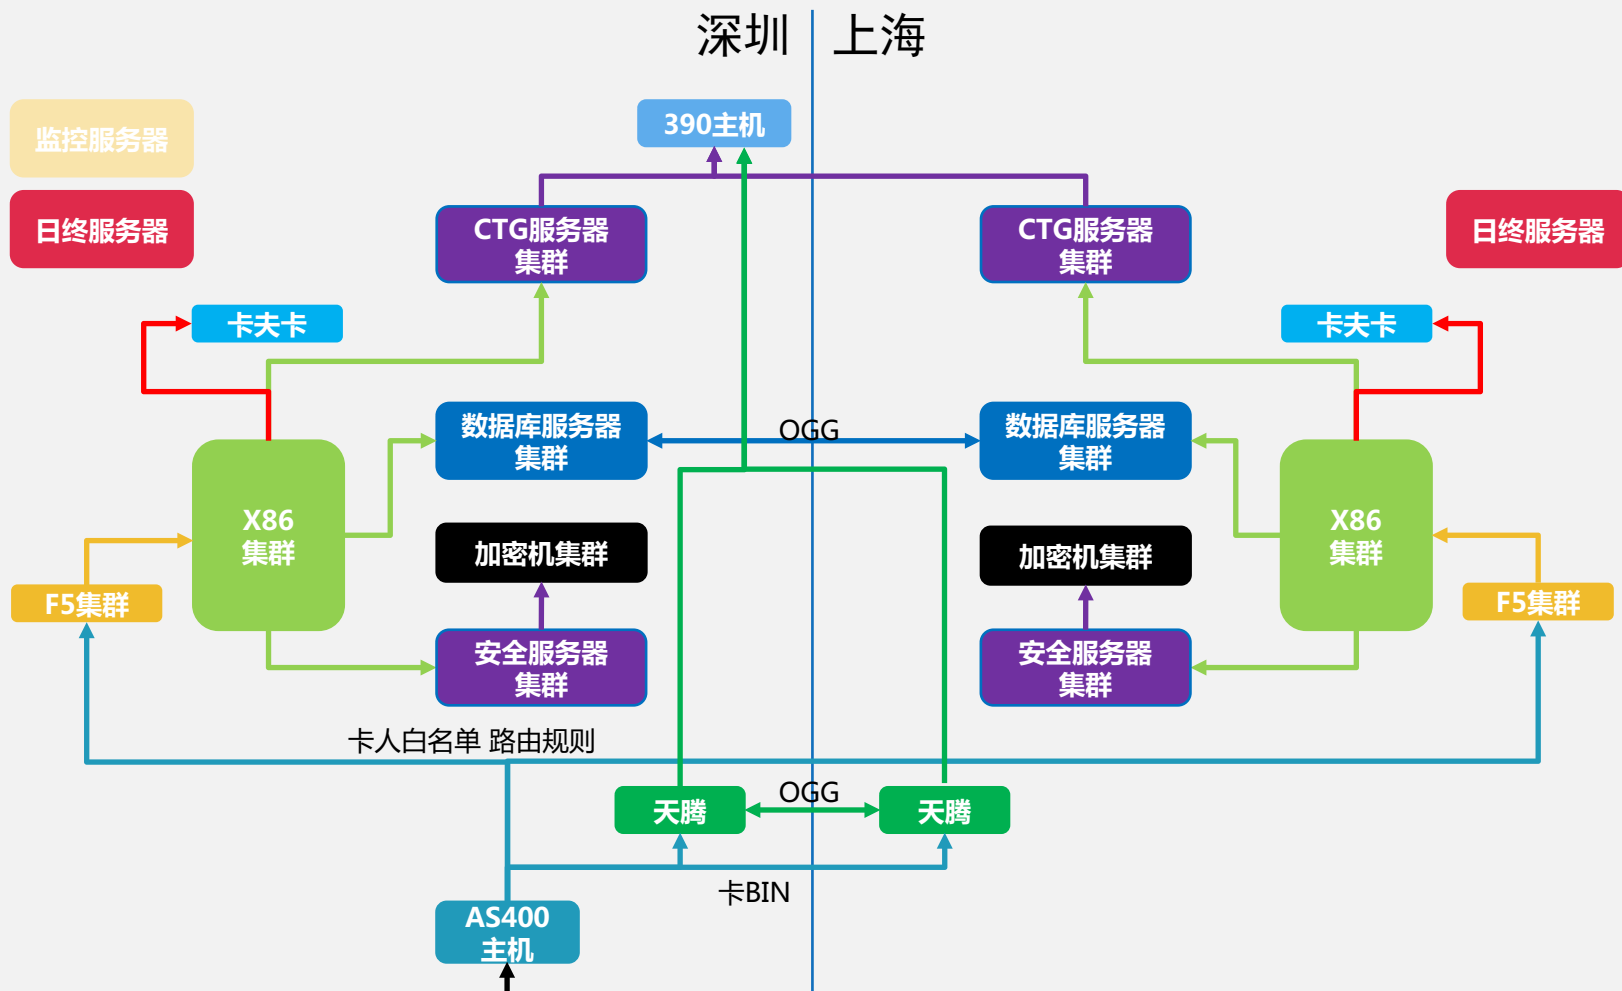 深圳
上海
监控服务器
390主机
日终服务器
CTG服务器
集群
CTG服务器
集群
日终服务器
卡夫卡
卡夫卡
数据库服务器
集群
OGG
数据库服务器
集群
X86
集群
加密机集群
加密机集群
X86
集群
F5集群
F5集群
安全服务器
集群
安全服务器
集群
卡人白名单 路由规则
天腾
OGG
天腾
卡BIN
AS400
主机